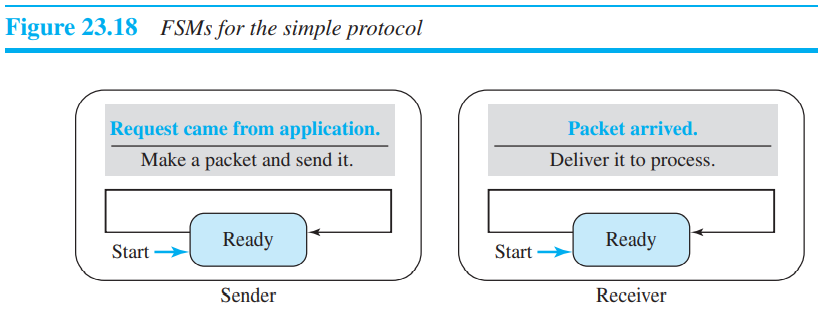 Figure 23.18 FSMs for the simple protocol
Request came from application.
Make a packet and send it.
Start
Ready
Sender
Packet arrived.
Deliver it to process.
Start
Ready
Receiver